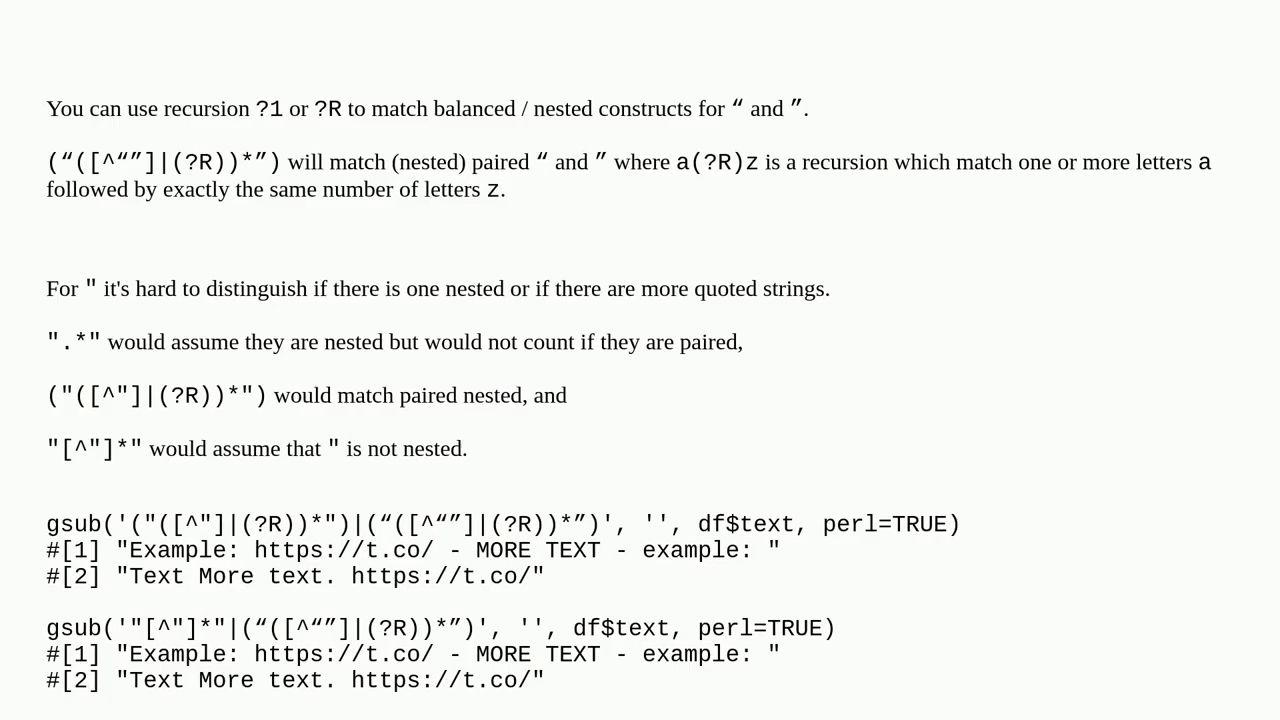 You can use recursion ?1 or ?R to match balanced / nested constructs for “ and ”.
(“([^“”]|(?R))*”) will match (nested) paired “ and ” where a(?R)z is a recursion which match one or more letters a
followed by exactly the same number of letters z.
For " it's hard to distinguish if there is one nested or if there are more quoted strings.
".*" would assume they are nested but would not count if they are paired,
("([^"]|(?R))*") would match paired nested, and
"[^"]*" would assume that " is not nested.
gsub('("([^"]|(?R))*")|(“([^“”]|(?R))*”)', '', df$text, perl=TRUE)
#[1] "Example: https://t.co/ - MORE TEXT - example: "
#[2] "Text More text. https://t.co/"
gsub('"[^"]*"|(“([^“”]|(?R))*”)', '', df$text, perl=TRUE)
#[1] "Example: https://t.co/ - MORE TEXT - example: "
#[2] "Text More text. https://t.co/"